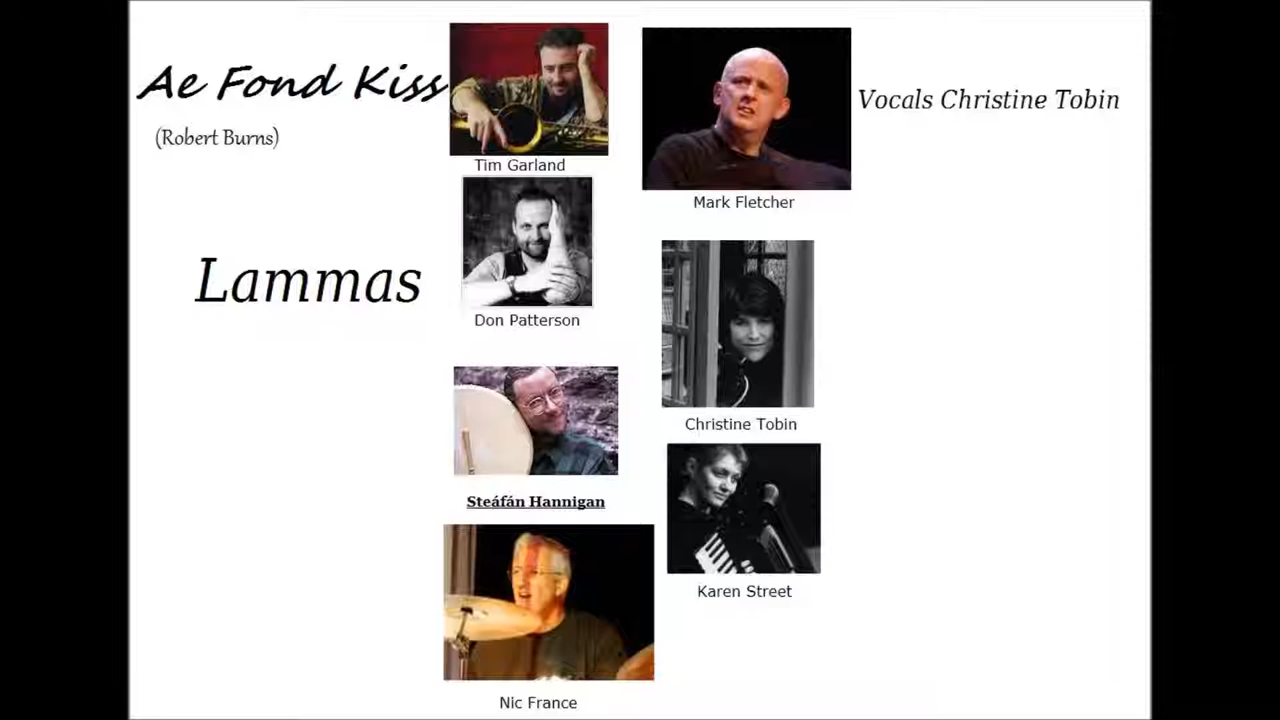 Ae Fond Kiss
(Robert Burns)
Lammas
Tim Garland
Don Patterson
Steáfán Hannigan
Nic France
Mark Fletcher
Christine Tobin
Karen Street
Vocals Christine Tobin